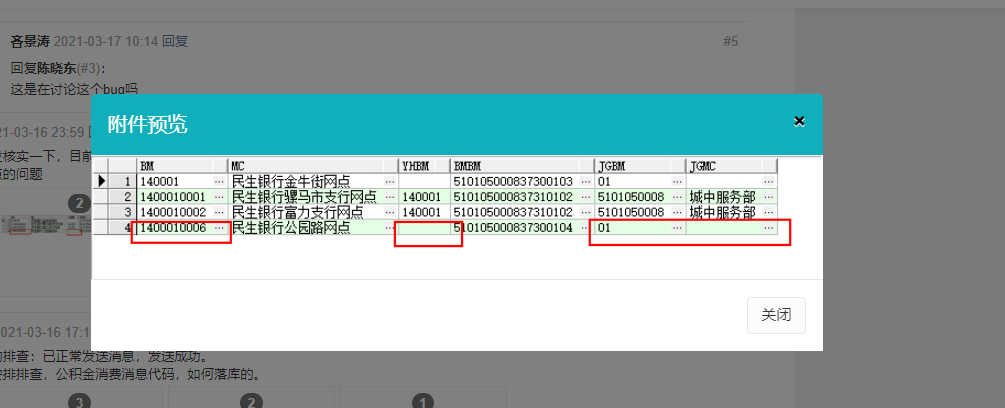 吝景涛 2021-03-17 10:14 回复 #5
回复陈晓东(#3)：
这是在讨论这个bug吗
21-03-16 23:59
核实一下，目前
的问题
2
附件预览 ×
BM MC YHBM BMBM JGBM JGMC
1 140001 ··· 民生银行金牛街网点 ··· 510105000837300103 ··· 01 ··· ···
2 1400010001 ··· 民生银行骡马市支行网点 ··· 140001 510105000837310102 ··· 5101050008 ··· 城中服务部 ···
3 1400010002 ··· 民生银行富力支行网点 ··· 140001 510105000837310102 ··· 5101050008 ··· 城中服务部 ···
4 1400010006 ··· 民生银行公园路网点 ··· 510105000837300104 ··· 01 ··· ···
关闭
2021-03-16 17:1
排查：已正常发送消息，发送成功。
排排查，公积金消费消息代码，如何落库的。
3 2 1